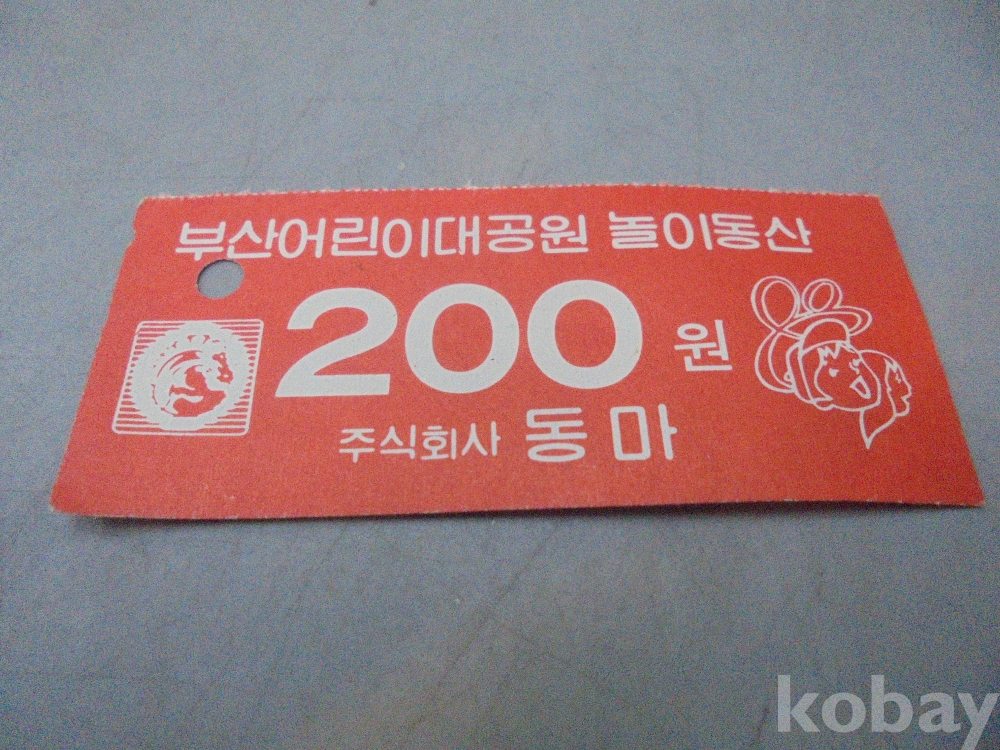 부산어린이대공원 놀이동산
200 원
주식회사 동마
kobay